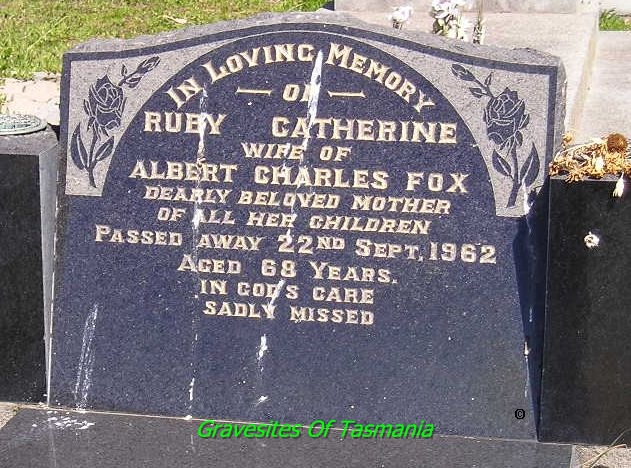 In Loving Memory
OF
RUBY CATHERINE
WIFE OF
ALBERT CHARLES FOX
DEARLY BELOVED MOTHER
OF ALL HER CHILDREN
PASSED AWAY 22ND SEPT, 1962
AGED 68 YEARS.
IN GOD'S CARE
SADLY MISSED
©
Gravesites Of Tasmania